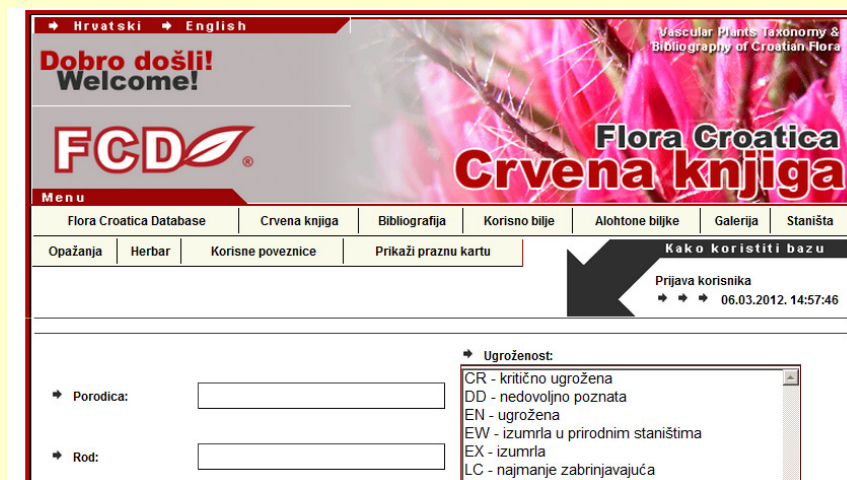 Hrvatski English
Dobro došli!
Welcome!
Vascular Plants Taxonomy &
Bibliography of Croatian Flora
FCD®
Flora Croatica
Crvena knjiga
Menu
Flora Croatica Database Crvena knjiga Bibliografija Korisno bilje Alohtone biljke Galerija Staništa
Opažanja Herbar Korisne poveznice Prikaži praznu kartu
Kako koristiti bazu
Prijava korisnika
06.03.2012. 14:57:46
Ugroženost:
CR - kritično ugrožena
Porodica:
DD - nedovoljno poznata
EN - ugrožena
EW - izumrla u prirodnim staništima
Rod:
EX - izumrla
LC - najmanje zabrinjavajuća